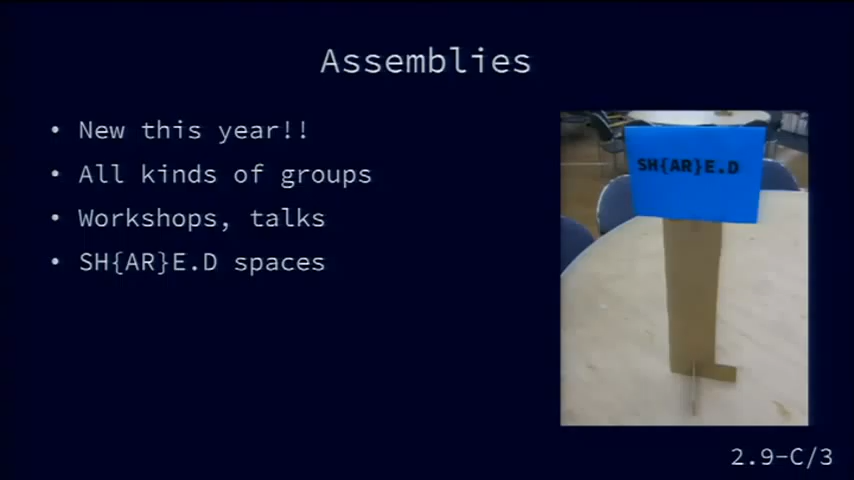 Assemblies
• New this year!!
• All kinds of groups
• Workshops, talks
• SH{AR}E.D spaces
SH{AR}E.D
2.9-C/3